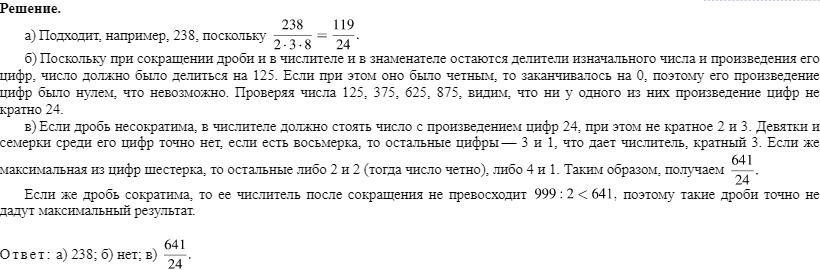 Решение.
а) Подходит, например, 238, поскольку 238/(2·3·8) = 119/24.
б) Поскольку при сокращении дроби и в числителе и в знаменателе остаются делители изначального числа и произведения его
цифр, число должно было делиться на 125. Если при этом оно было четным, то заканчивалось на 0, поэтому его произведение
цифр было нулем, что невозможно. Проверяя числа 125, 375, 625, 875, видим, что ни у одного из них произведение цифр не
кратно 24.
в) Если дробь несократима, в числителе должно стоять число с произведением цифр 24, при этом не кратное 2 и 3. Девятки и
семерки среди его цифр точно нет, если есть восьмерка, то остальные цифры — 3 и 1, что дает числитель, кратный 3. Если же
максимальная из цифр шестерка, то остальные либо 2 и 2 (тогда число четно), либо 4 и 1. Таким образом, получаем 641/24.
Если же дробь сократима, то ее числитель после сокращения не превосходит 999 : 2 < 641, поэтому такие дроби точно не
дадут максимальный результат.
Ответ: а) 238; б) нет; в) 641/24.